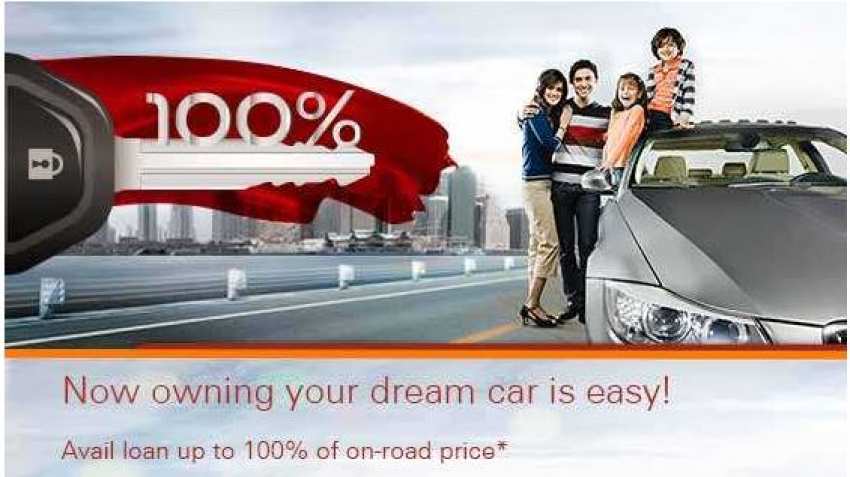 100%
Now owning your dream car is easy!
Avail loan up to 100% of on-road price*